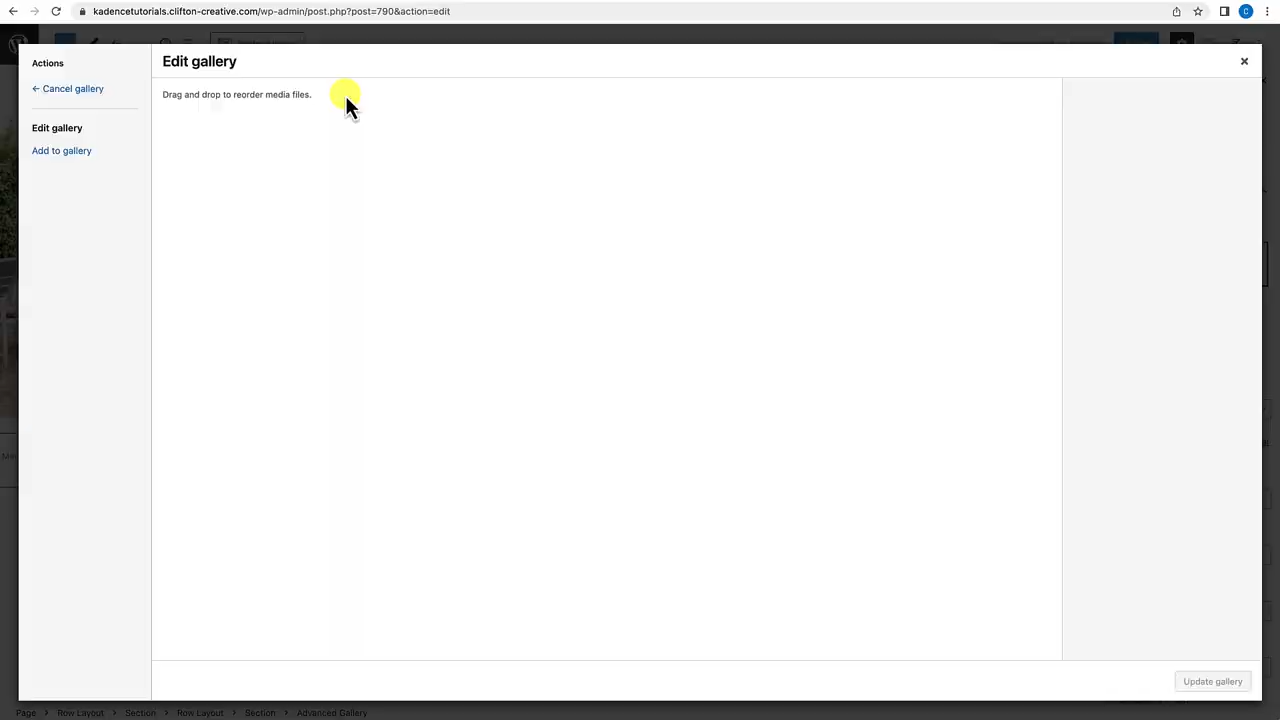 kadencetutorials.clifton-creative.com/wp-admin/post.php?post=790&action=edit
C
Actions
Edit gallery
← Cancel gallery
Drag and drop to reorder media files.
Edit gallery
Add to gallery
Update gallery
Page > Row Layout > Section > Row Layout > Section > Advanced Gallery